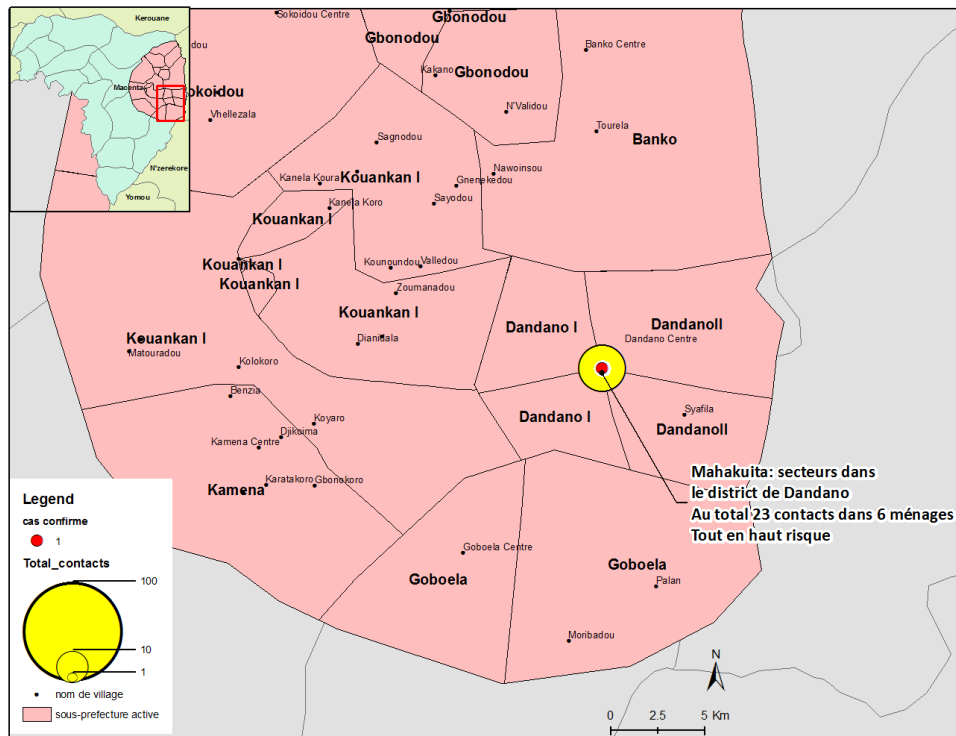 Kerouane
Macenta
N'zerekore
Yomou
Sokoidou Centre
dou
okoidou
Vhellezala
Gbonodou
Gbonodou
Kakano
Gbonodou
N'Validou
Banko Centre
Tourela
Banko
Sagnodou
Kanela Koura
Kouankan I
Nawoinsou
Gnenekedou
Sayodou
Kanela Koro
Kouankan I
Kouankan I
Kouankan I
Kounoundou
Valledou
Zoumanadou
Kouankan I
Dianidala
Kouankan I
Matouradou
Kolokoro
Benzia
Dandano I
DandanoII
Dandano Centre
Dandano I
Syafila
DandanoII
Koyaro
Djikoima
Kamena Centre
Kamena
Karatakoro
Gbonokoro
Goboela Centre
Goboela
Goboela
Palan
Moribadou
Mahakuita: secteurs dans
le district de Dandano
Au total 23 contacts dans 6 ménages
Tout en haut risque
Legend
cas confirme
1
Total_contacts
100
10
1
nom de village
sous-prefecture active
N
0 2.5 5 Km